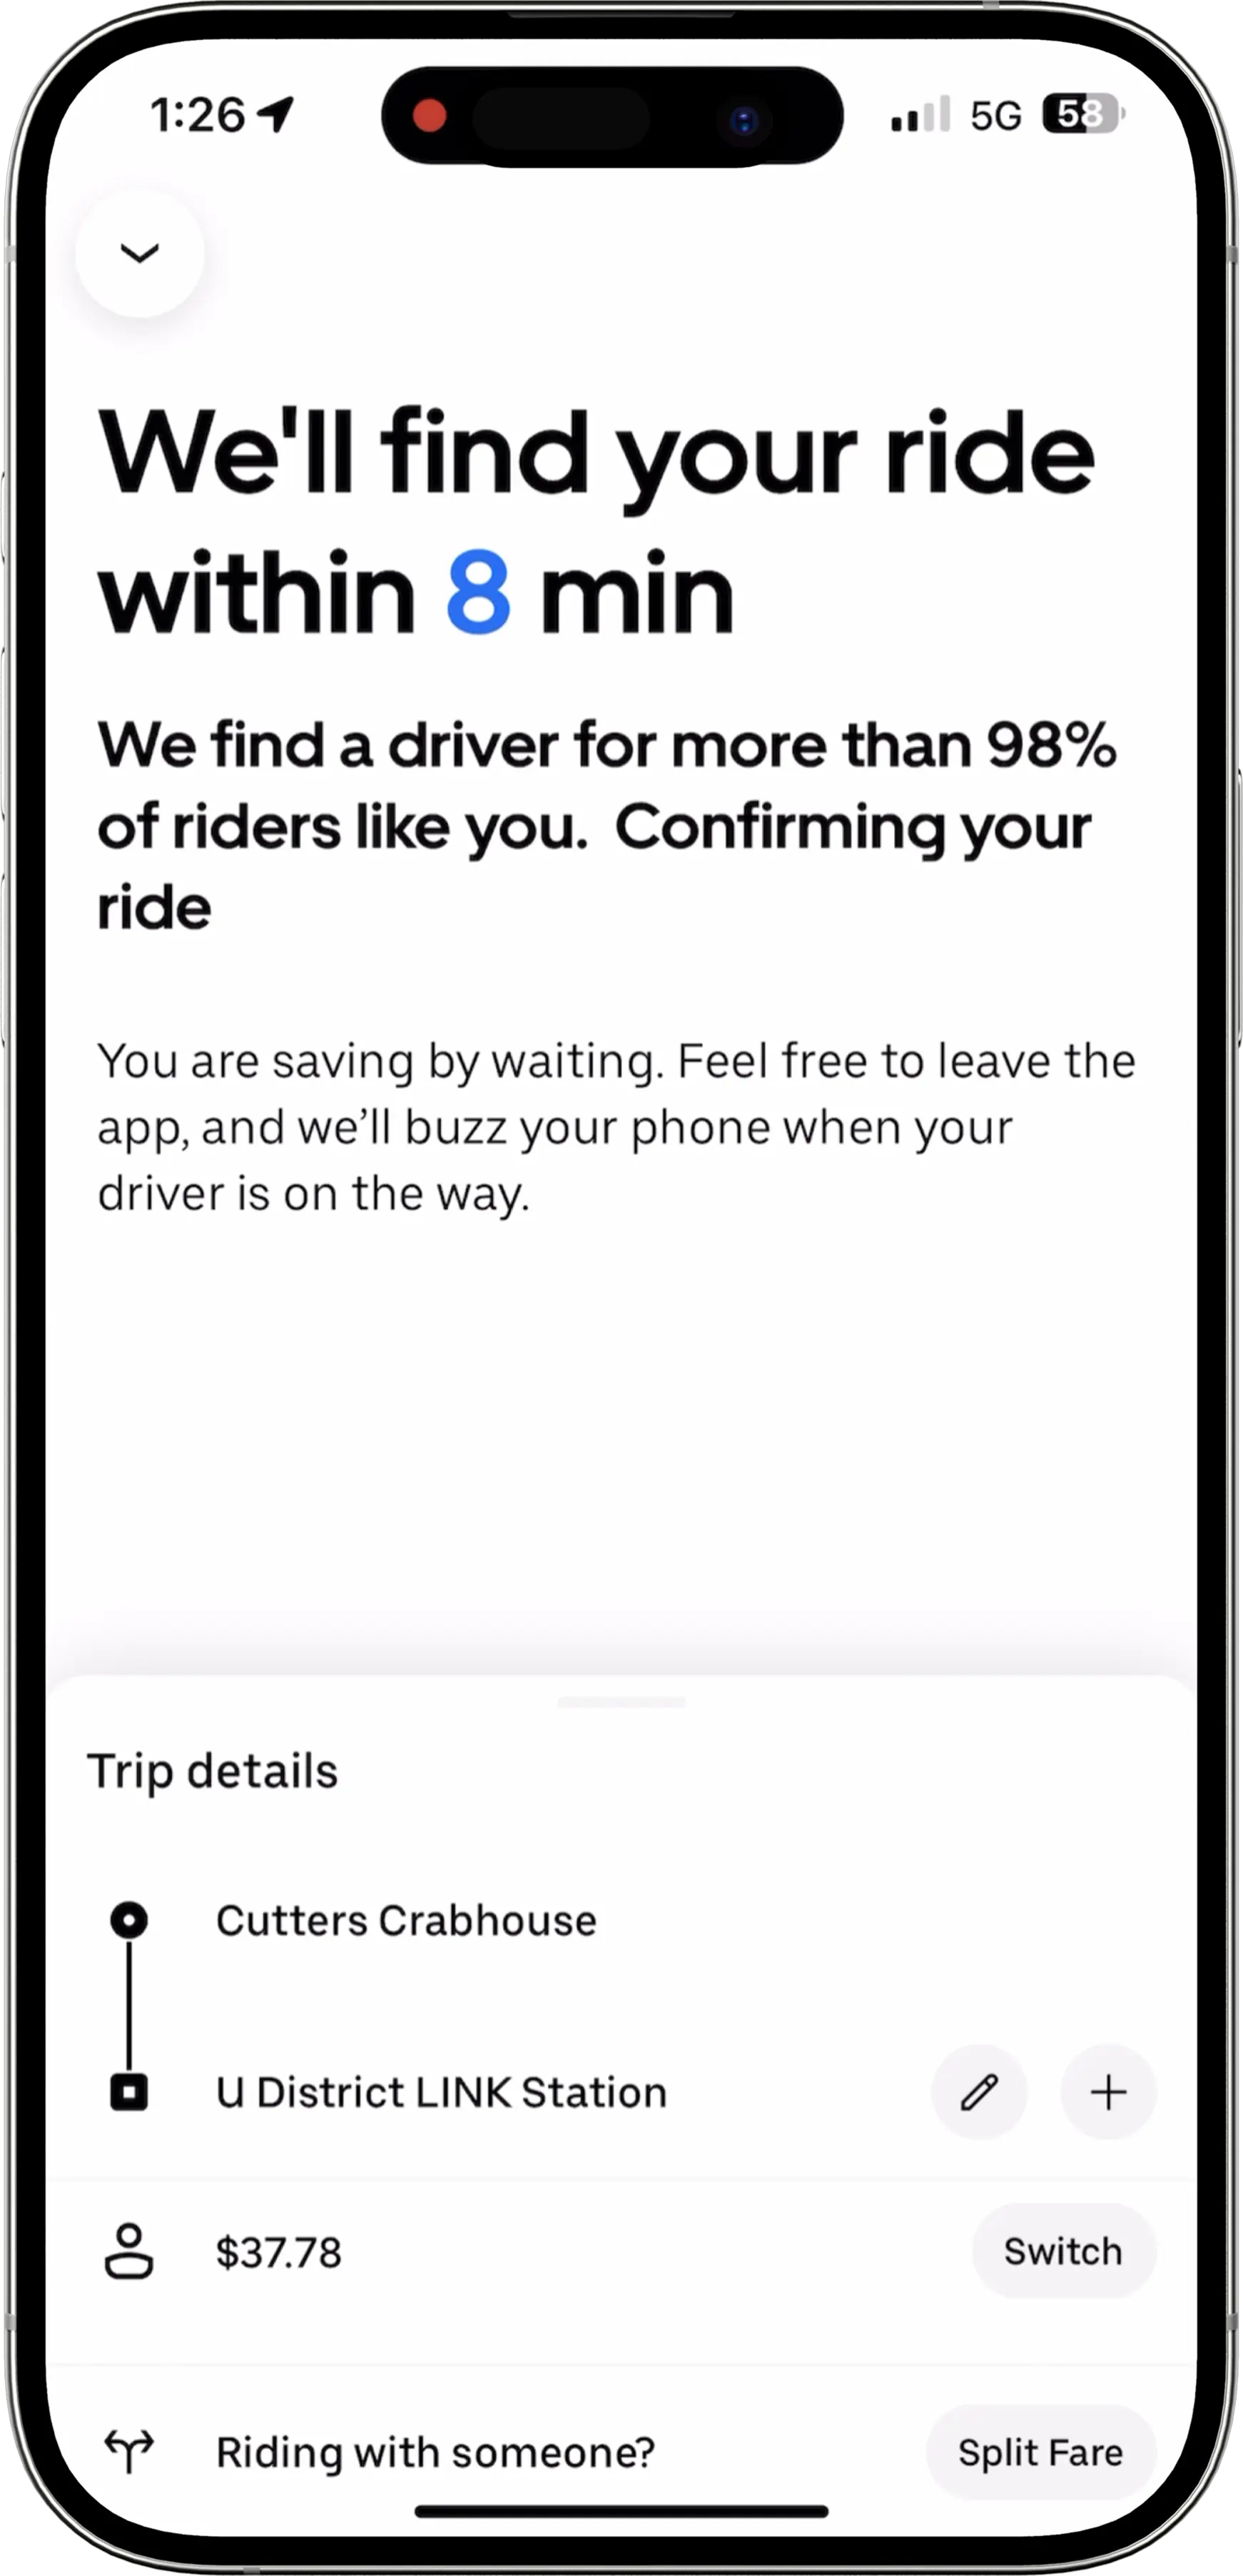 1:26 5G 58
We'll find your ride
within 8 min
We find a driver for more than 98%
of riders like you.  Confirming your
ride
You are saving by waiting. Feel free to leave the
app, and we’ll buzz your phone when your
driver is on the way.
Trip details
Cutters Crabhouse
U District LINK Station
$37.78 Switch
Riding with someone? Split Fare